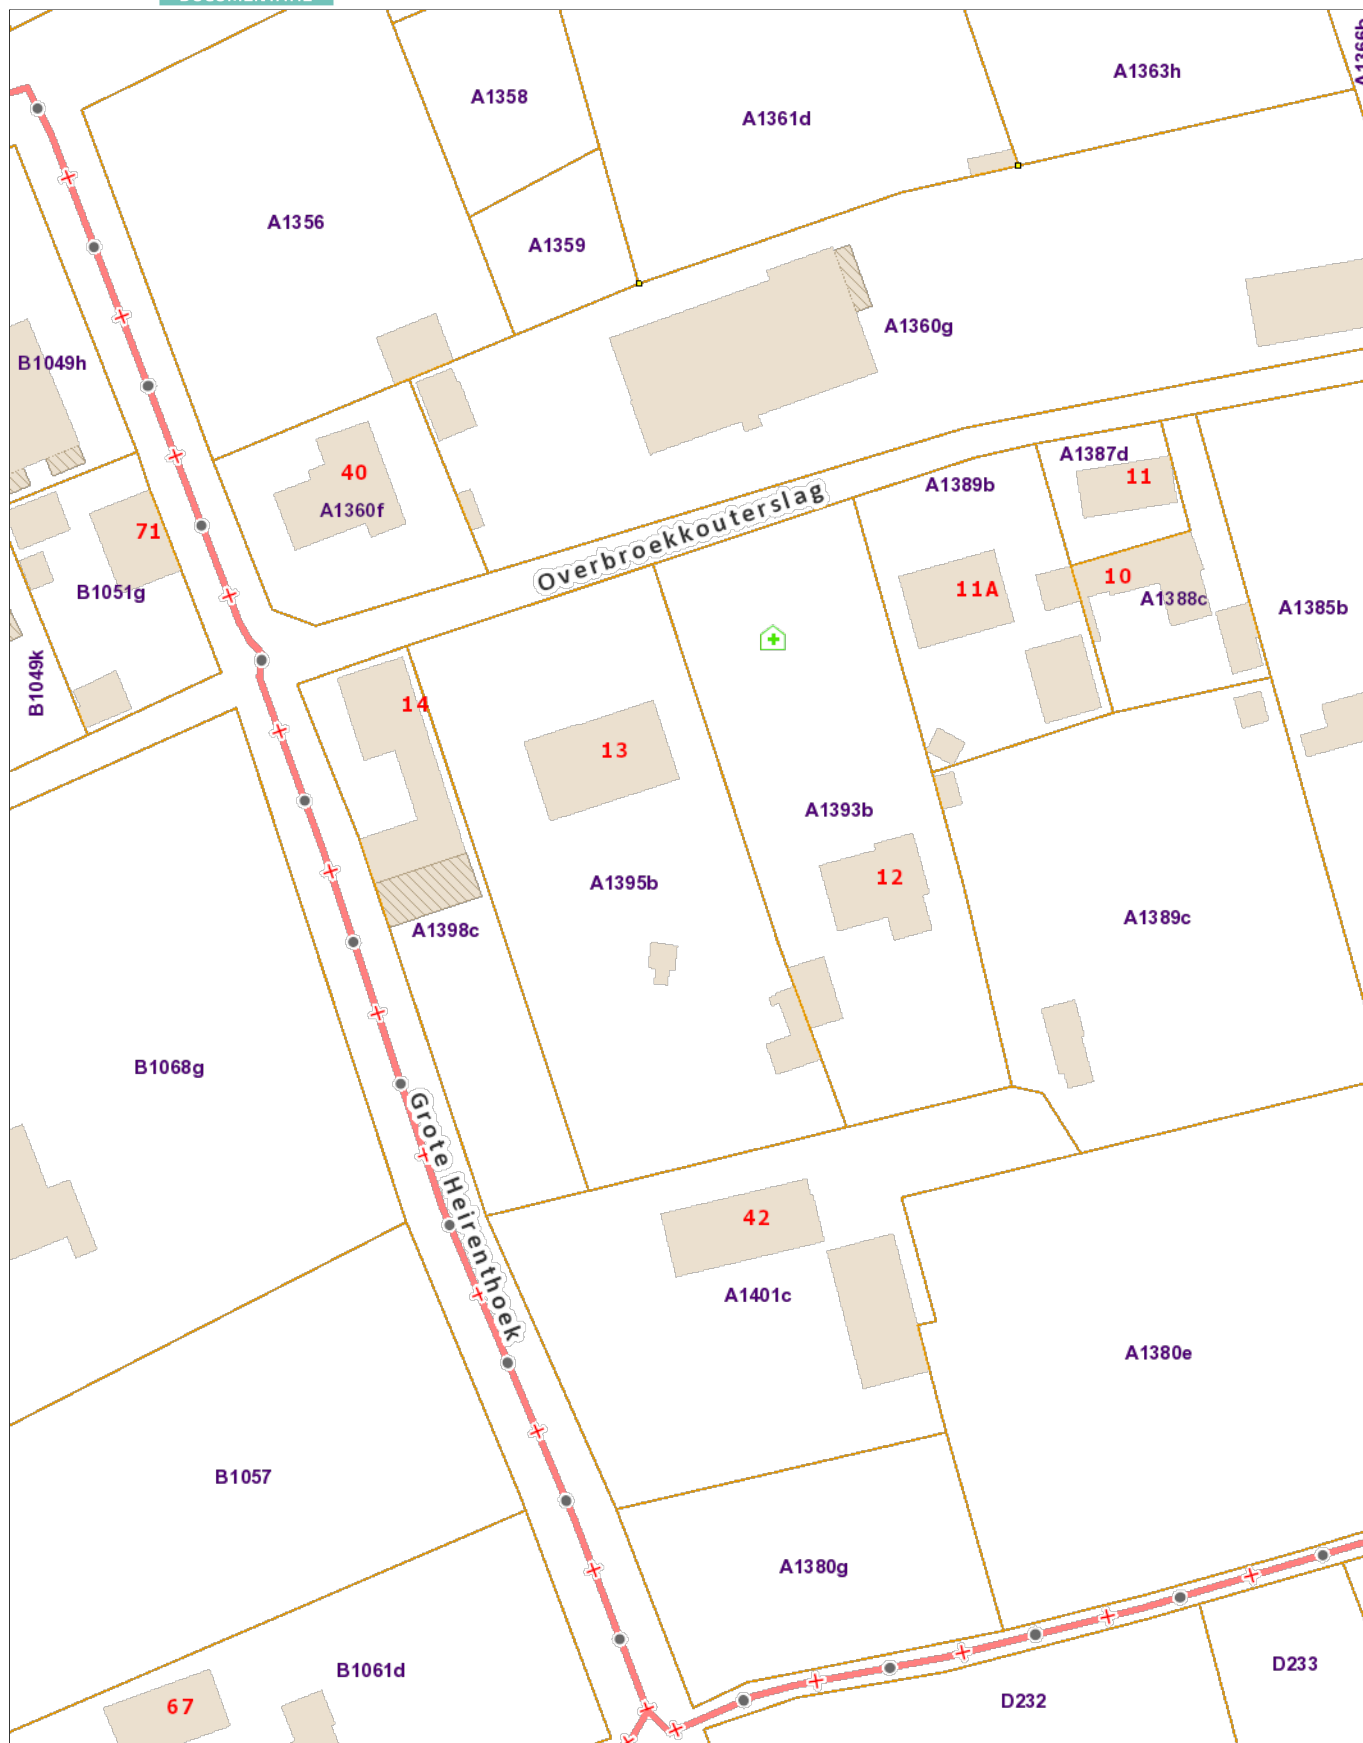 A1363h
A1358
A1361d
A1356
A1359
A1360g
B1049h
A1387d
40
11
A1389b
Overbroekkouterslag
A1360f
71
10
11A
B1051g
A1388c
A1385b
B1049k
14
13
A1393b
12
A1395b
A1389c
A1398c
B1068g
Grote Heirenthoek
42
A1401c
A1380e
B1057
A1380g
B1061d
D233
D232
67